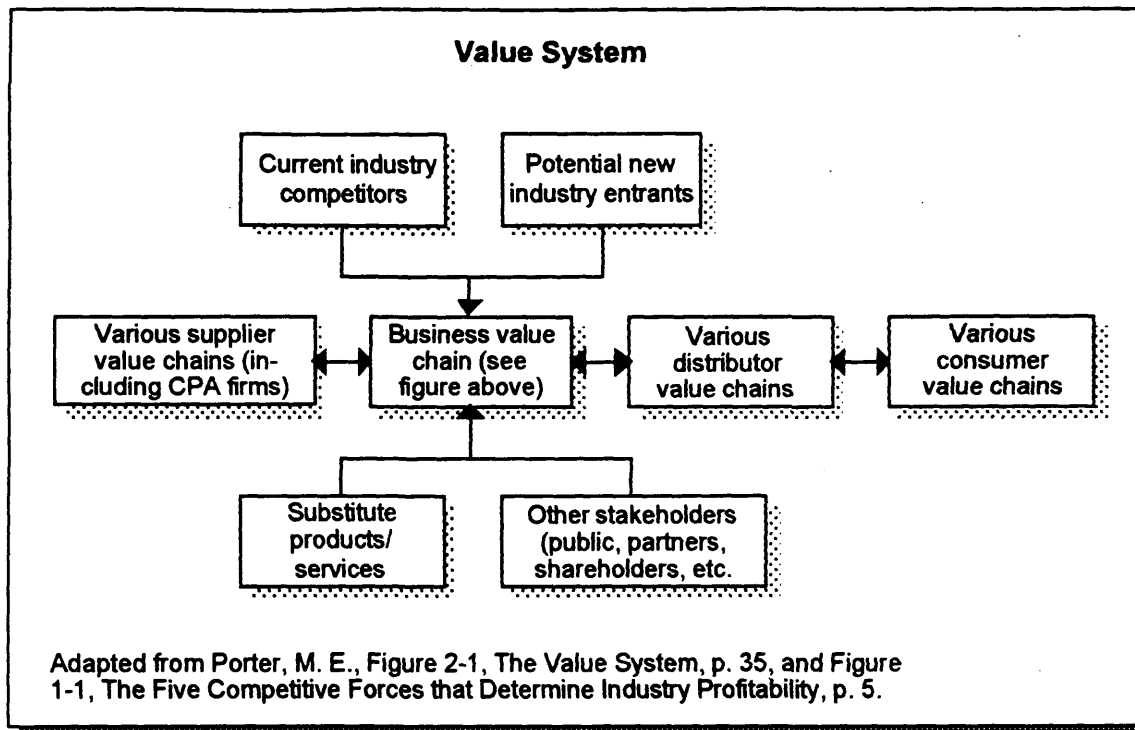 Value System
Current industry
competitors
Potential new
industry entrants
Various supplier
value chains (in-
cluding CPA firms)
Business value
chain (see
figure above)
Various
distributor
value chains
Various
consumer
value chains
Substitute
products/
services
Other stakeholders
(public, partners,
shareholders, etc.
Adapted from Porter, M. E., Figure 2-1, The Value System, p. 35, and Figure
1-1, The Five Competitive Forces that Determine Industry Profitability, p. 5.